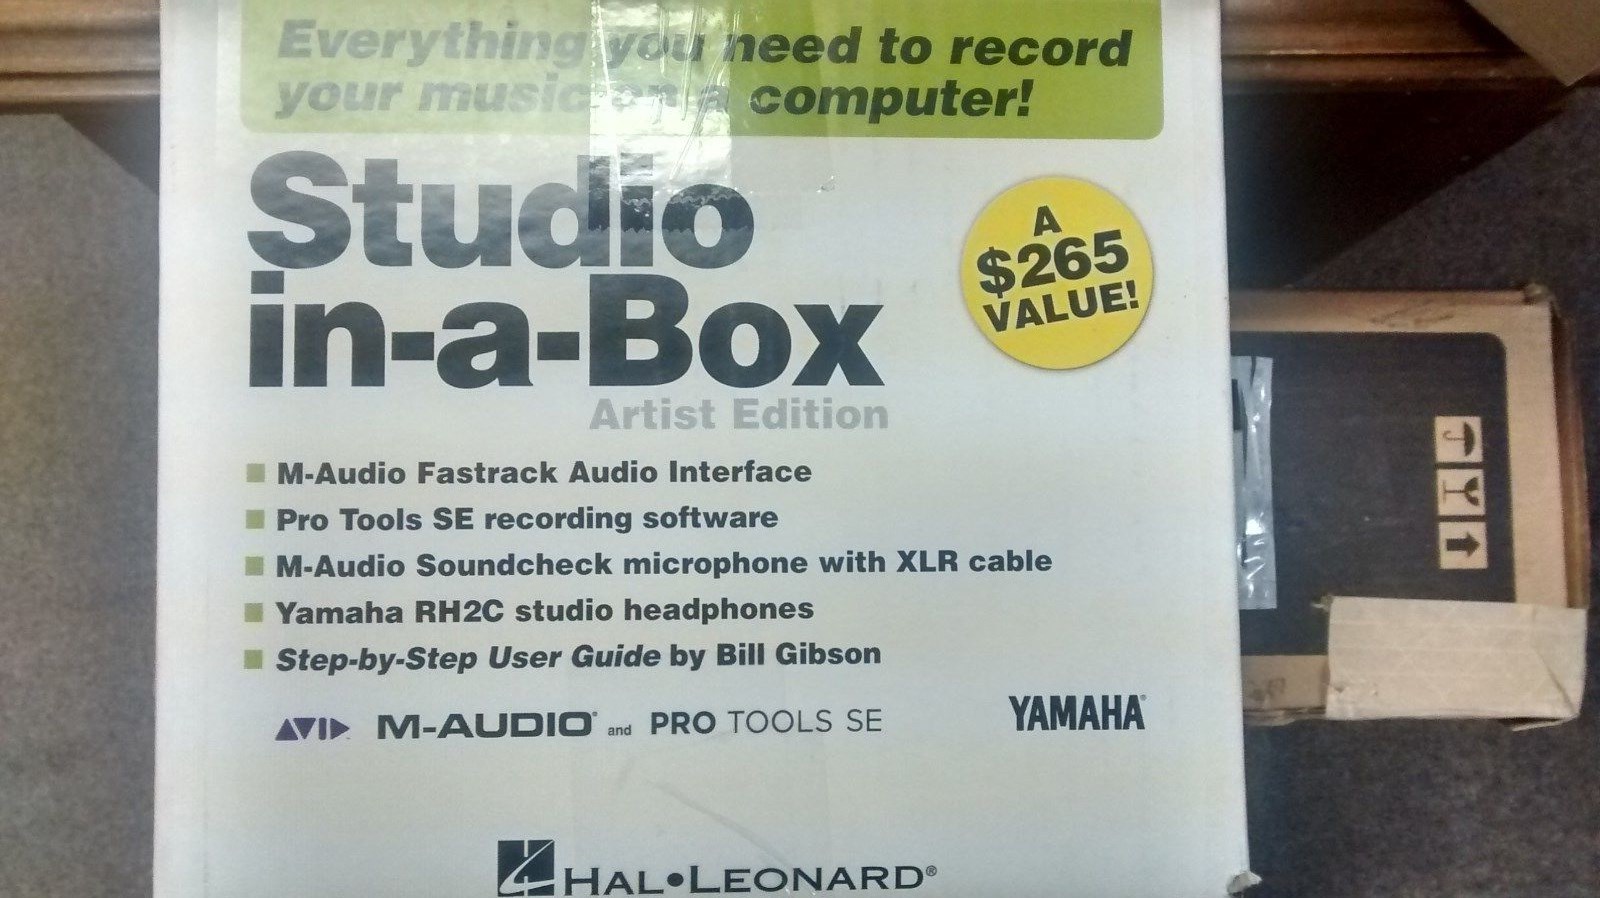 Everything you need to record
your music on a computer!
Studio
in-a-Box
Artist Edition
A
$265
VALUE!
M-Audio Fastrack Audio Interface
Pro Tools SE recording software
M-Audio Soundcheck microphone with XLR cable
Yamaha RH2C studio headphones
Step-by-Step User Guide by Bill Gibson
AVID M-AUDIO® and PRO TOOLS SE
YAMAHA®
HAL•LEONARD®